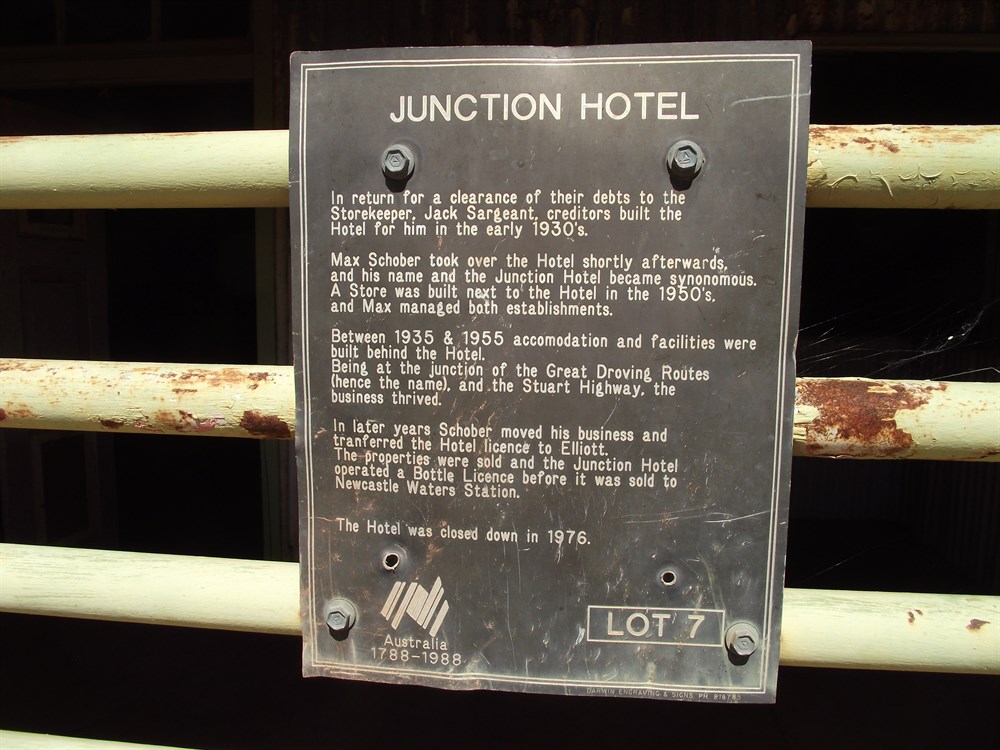 JUNCTION HOTEL
In return for a clearance of their debts to the
Storekeeper, Jack Sargeant, creditors built the
Hotel for him in the early 1930's.
Max Schober took over the Hotel shortly afterwards,
and his name and the Junction Hotel became synonomous.
A Store was built next to the Hotel in the 1950's,
and Max managed both establishments.
Between 1935 & 1955 accomodation and facilities were
built behind the Hotel.
Being at the junction of the Great Droving Routes
(hence the name), and the Stuart Highway, the
business thrived.
In later years Schober moved his business and
tranferred the Hotel licence to Elliott.
The properties were sold and the Junction Hotel
operated a Bottle Licence before it was sold to
Newcastle Waters Station.
The Hotel was closed down in 1976.
Australia
1788-1988
LOT 7
DARWIN ENGRAVING & SIGNS PH.